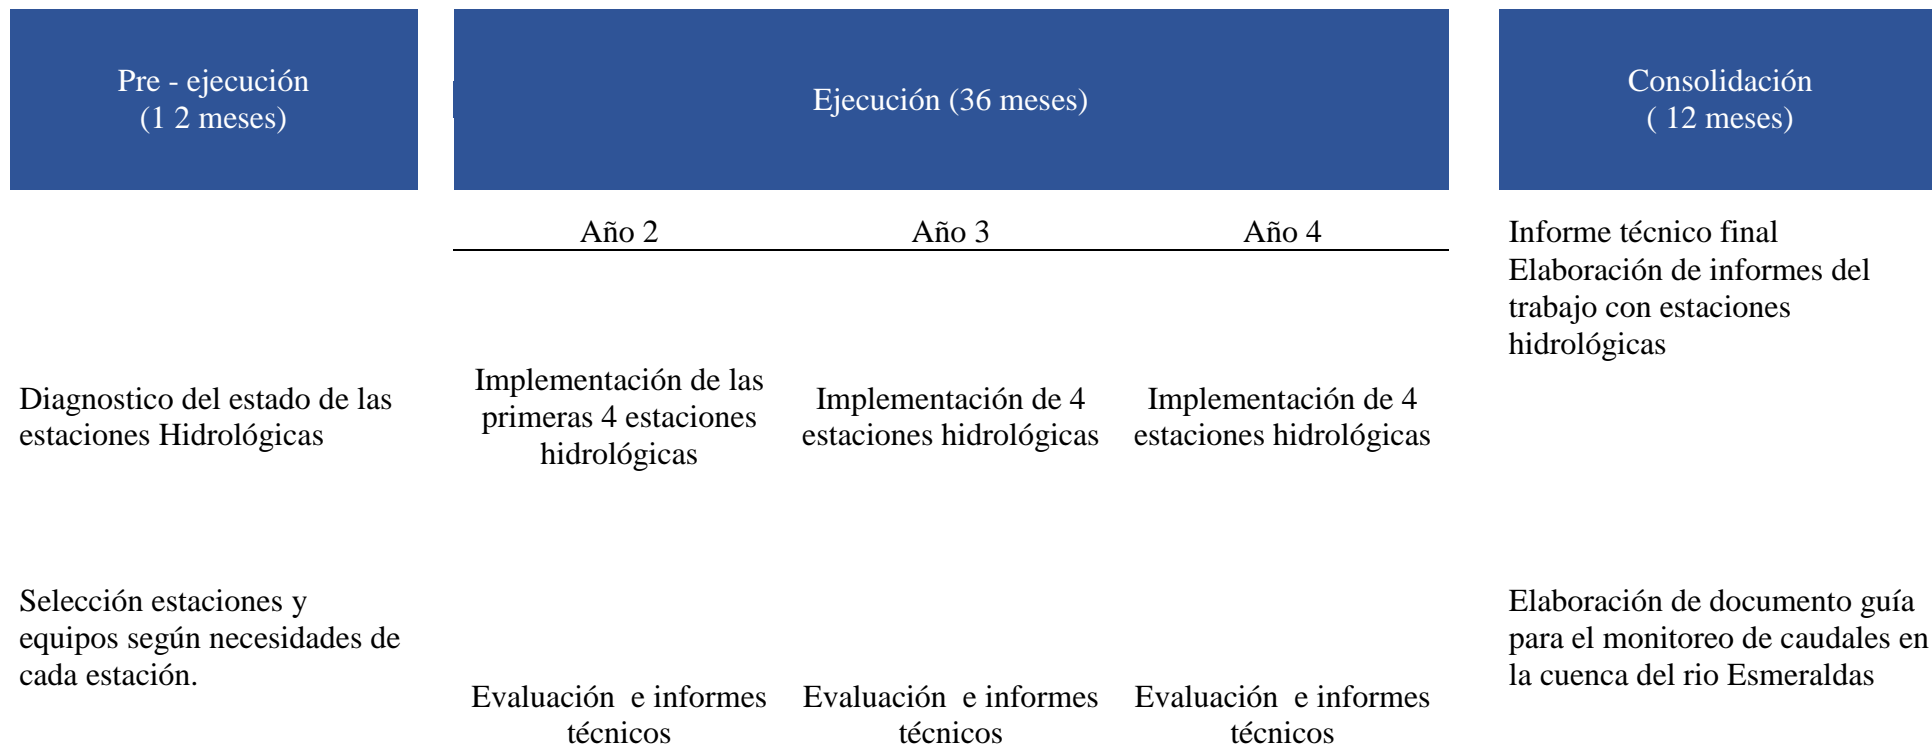 Pre - ejecución
(1 2 meses)
Ejecución (36 meses)
Consolidación
( 12 meses)
Año 2
Año 3
Año 4
Diagnostico del estado de las
estaciones Hidrológicas
Implementación de las
primeras 4 estaciones
hidrológicas
Implementación de 4
estaciones hidrológicas
Implementación de 4
estaciones hidrológicas
Informe técnico final
Elaboración de informes del
trabajo con estaciones
hidrológicas
Selección estaciones y
equipos según necesidades de
cada estación.
Evaluación  e informes
técnicos
Evaluación  e informes
técnicos
Evaluación  e informes
técnicos
Elaboración de documento guía
para el monitoreo de caudales en
la cuenca del rio Esmeraldas